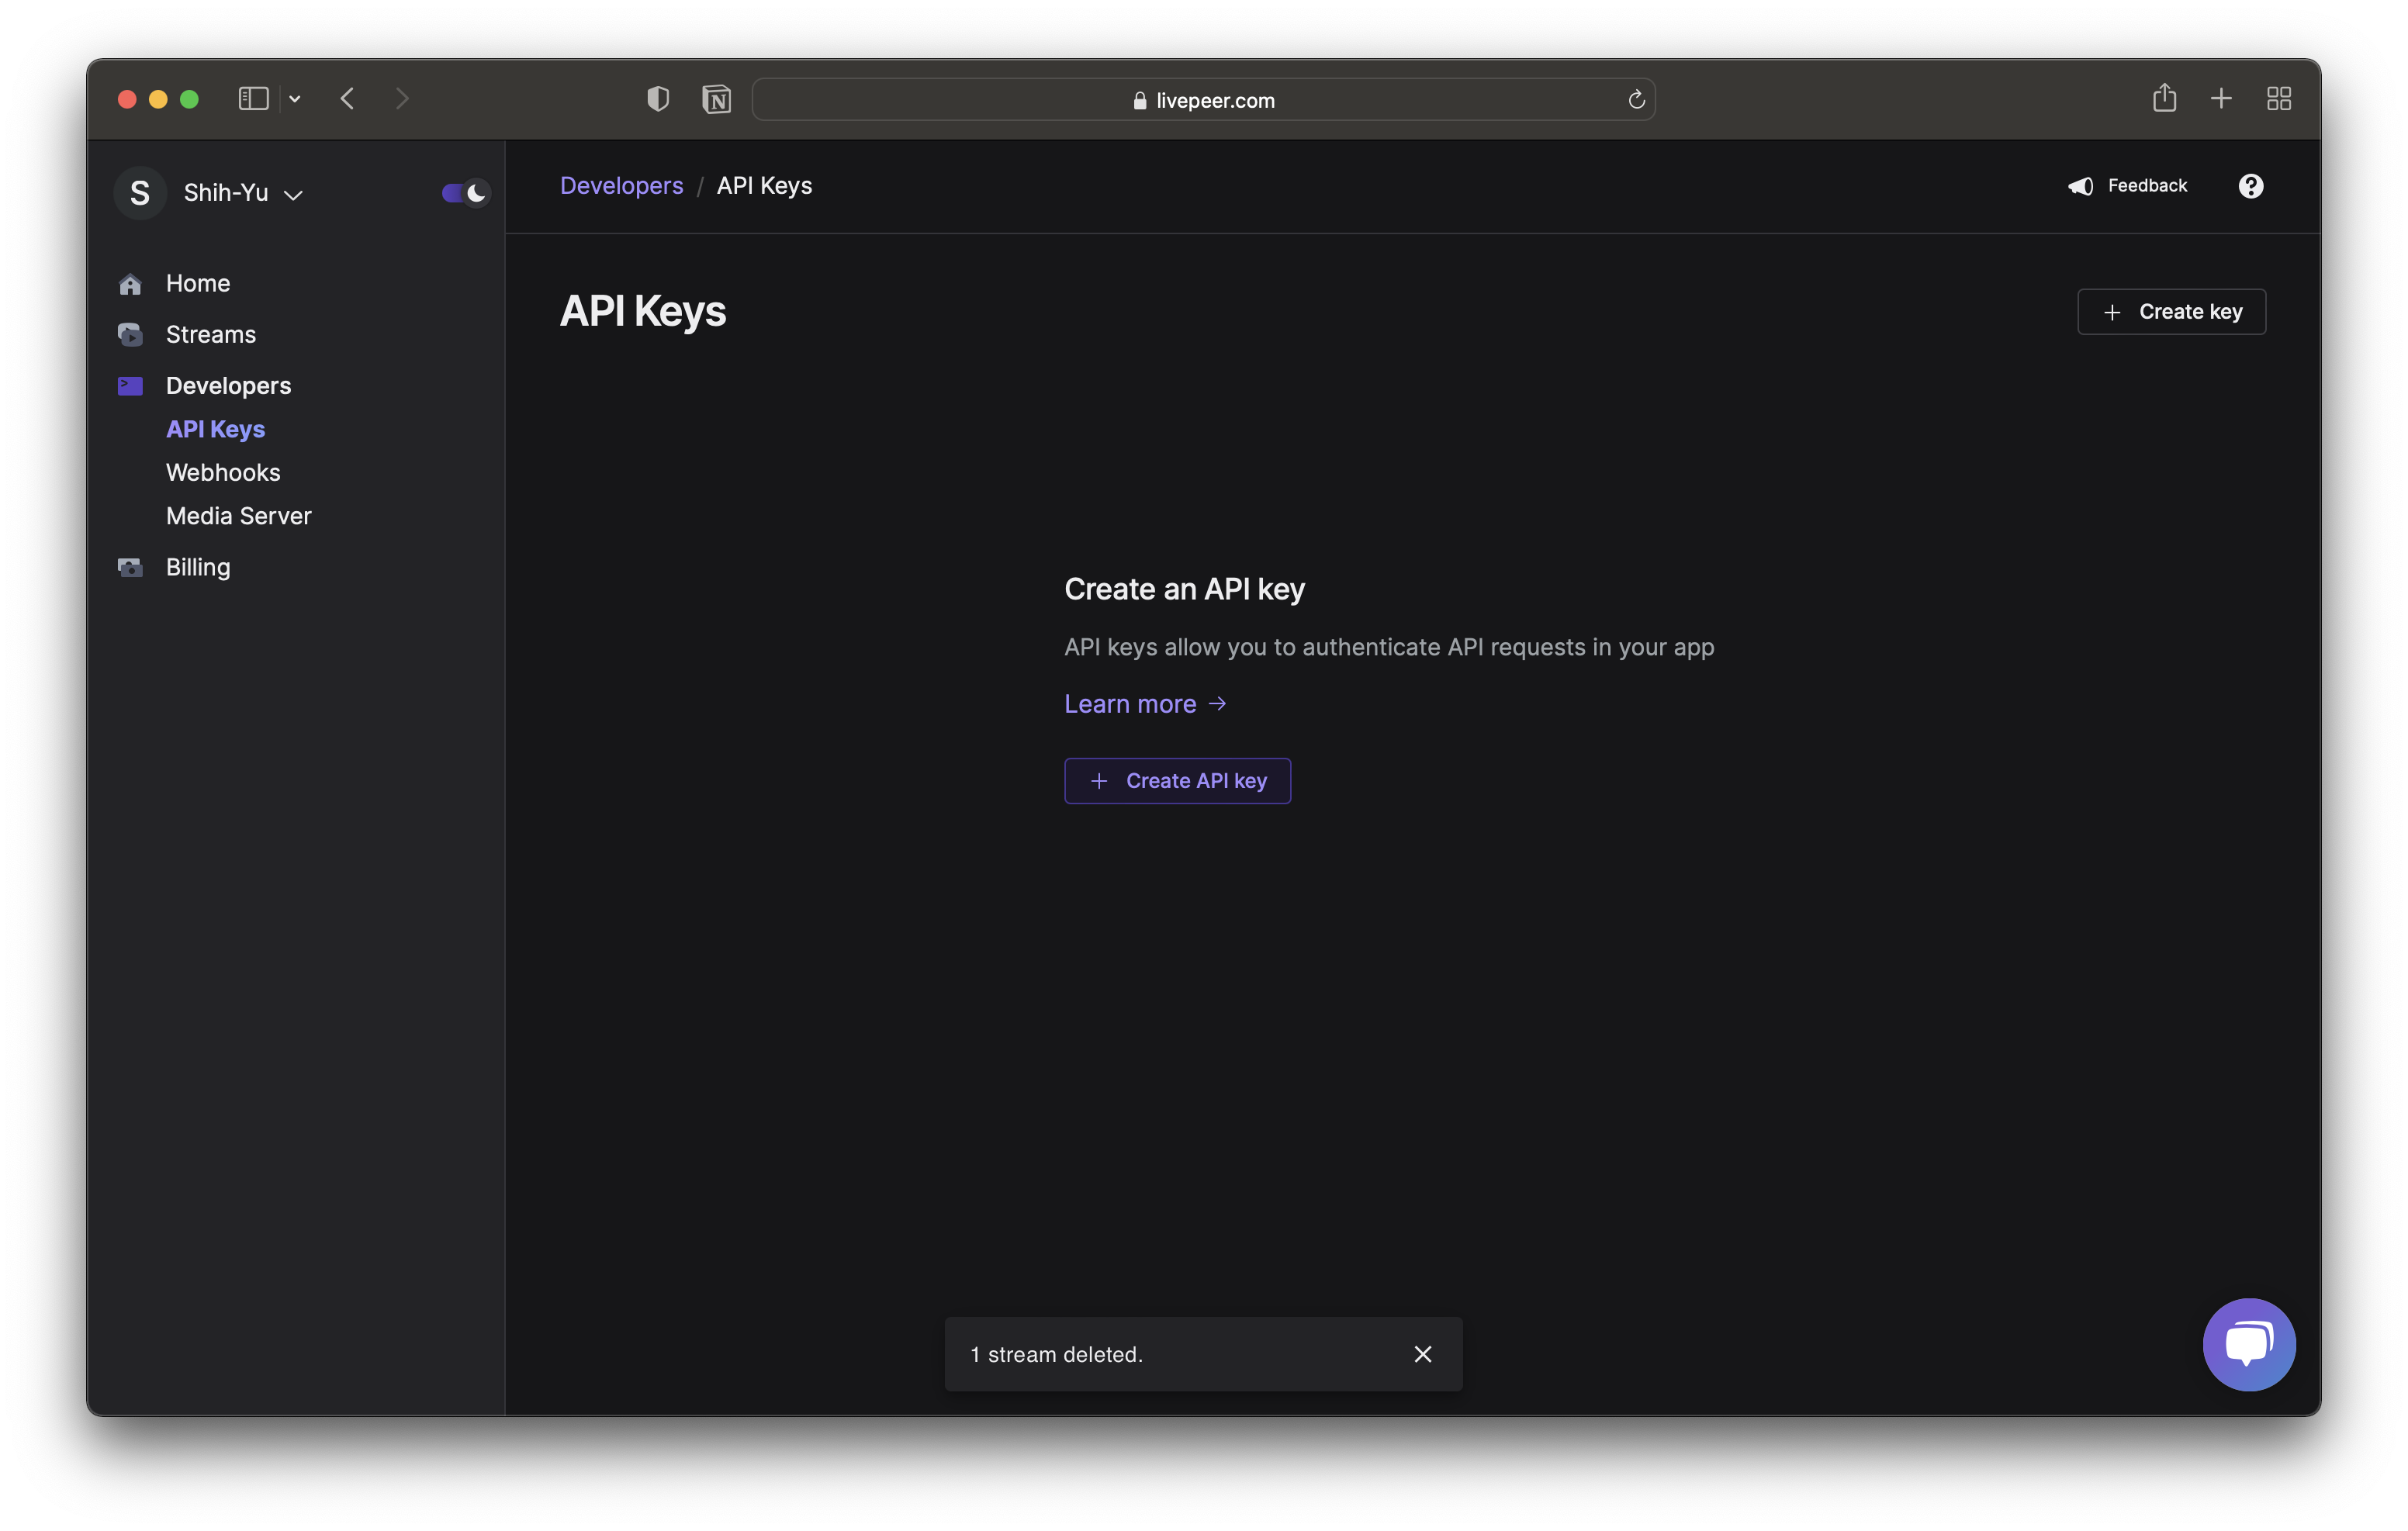 livepeer.com
S
Shih-Yu
Developers / API Keys
Feedback
Home
Streams
Developers
API Keys
Webhooks
Media Server
Billing
API Keys
Create key
Create an API key
API keys allow you to authenticate API requests in your app
Learn more →
Create API key
1 stream deleted.